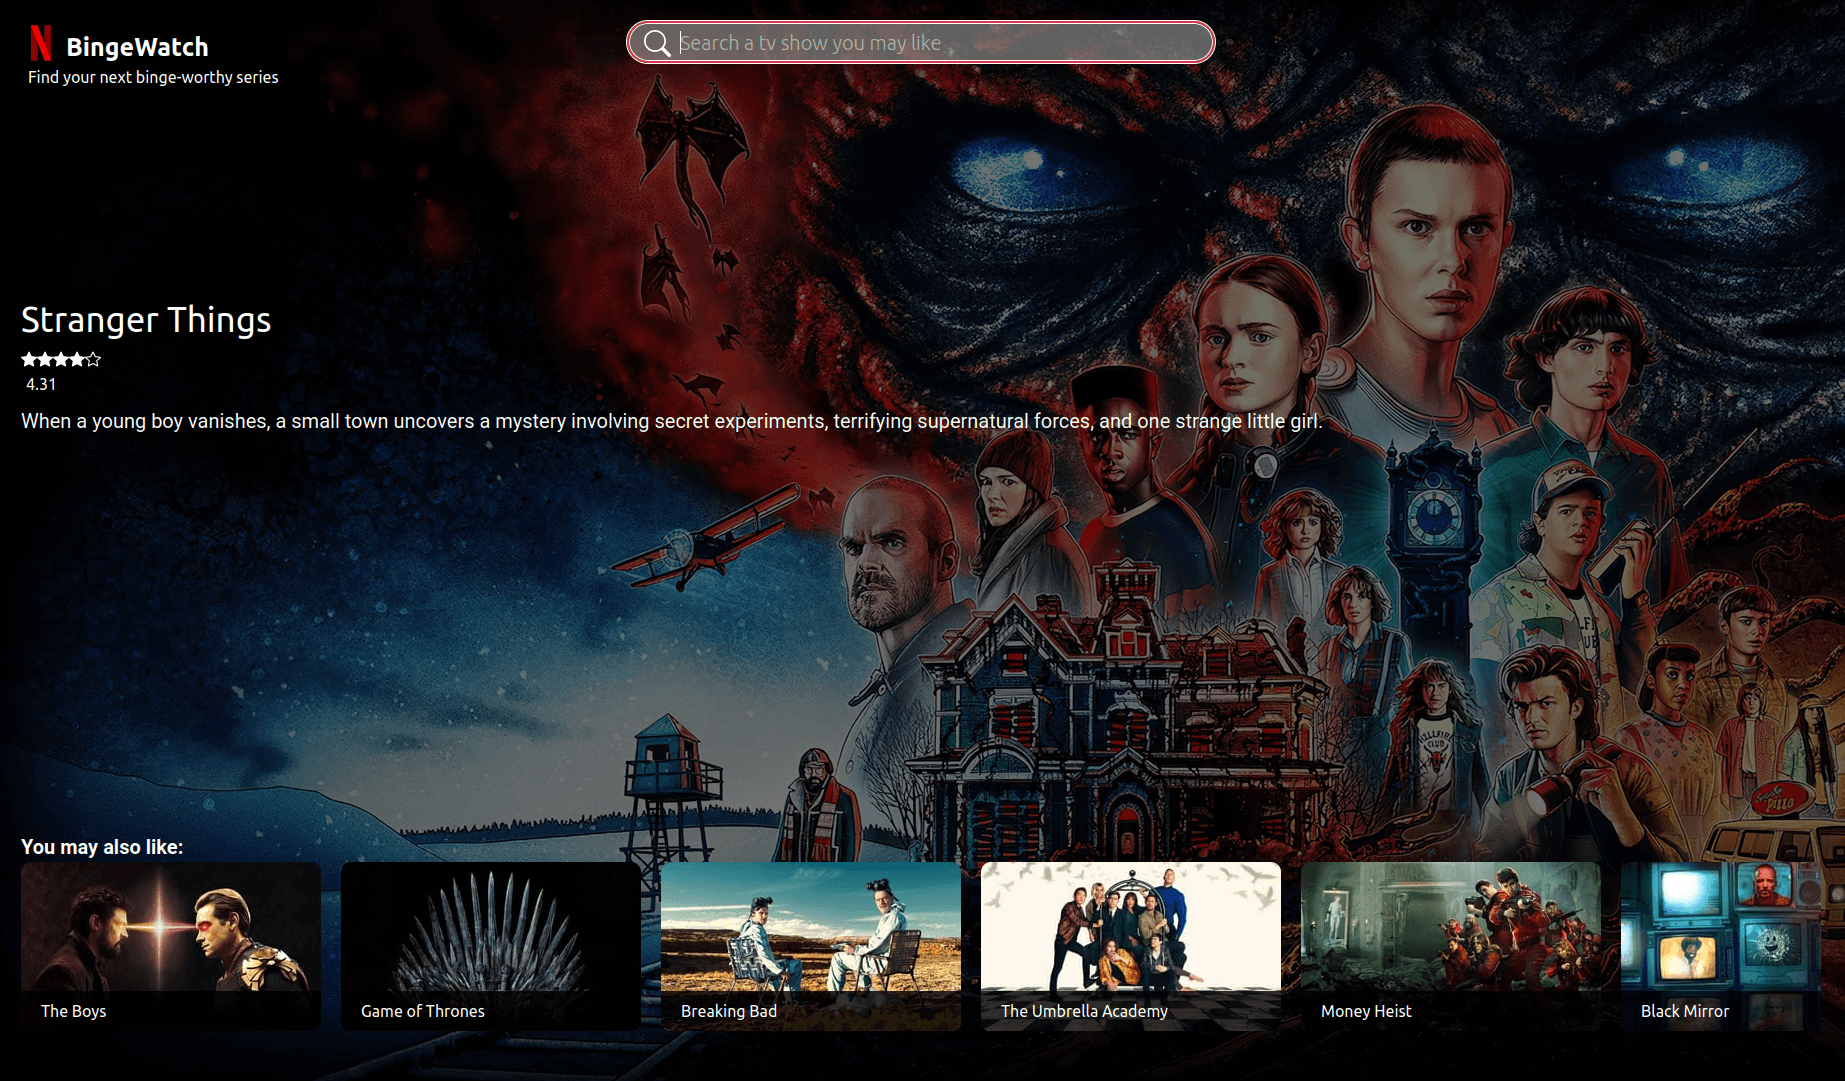 BingeWatch
Find your next binge-worthy series
Search a tv show you may like
Stranger Things
4.31
When a young boy vanishes, a small town uncovers a mystery involving secret experiments, terrifying supernatural forces, and one strange little girl.
HELLFIRE
CLUB
You may also like:
The Boys
Game of Thrones
Breaking Bad
The Umbrella Academy
Money Heist
Black Mirror